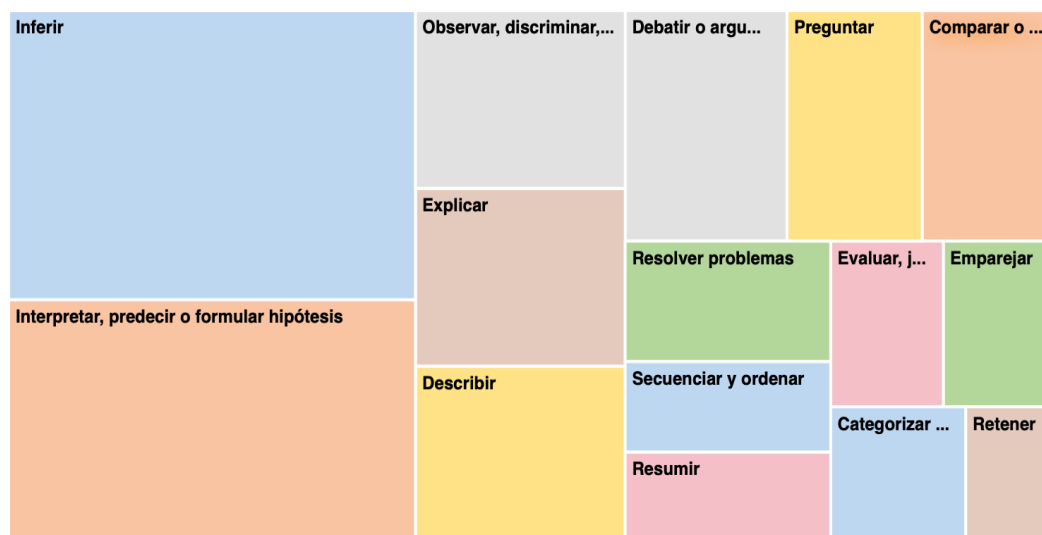 Inferir
Interpretar, predecir o formular hipótesis
Observar, discriminar,...
Explicar
Describir
Debatir o argu...
Preguntar
Comparar o ...
Resolver problemas
Secuenciar y ordenar
Resumir
Evaluar, j...
Emparejar
Categorizar ...
Retener